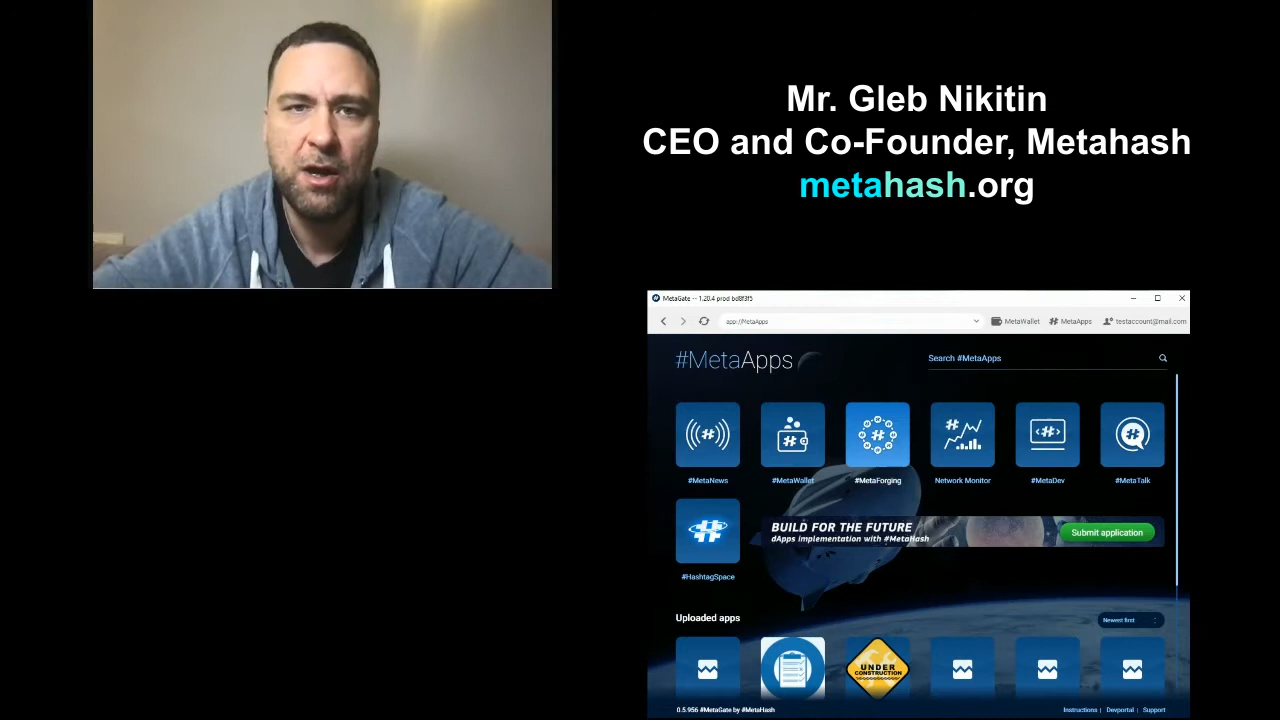 Mr. Gleb Nikitin
CEO and Co-Founder, Metahash
metahash.org
MetaGate -- 1.20.4 prod bd8f3f5
app://MetaApps
MetaWallet
MetaApps
testaccount@mail.com
#MetaApps
Search #MetaApps
#MetaNews
#MetaWallet
#MetaForging
Network Monitor
#MetaDev
#MetaTalk
BUILD FOR THE FUTURE
dApps implementation with #MetaHash
Submit application
#HashtagSpace
Uploaded apps
Newest first
UNDER
CONSTRUCTION
0.5.956 #MetaGate by #MetaHash
Instructions | Devportal | Support